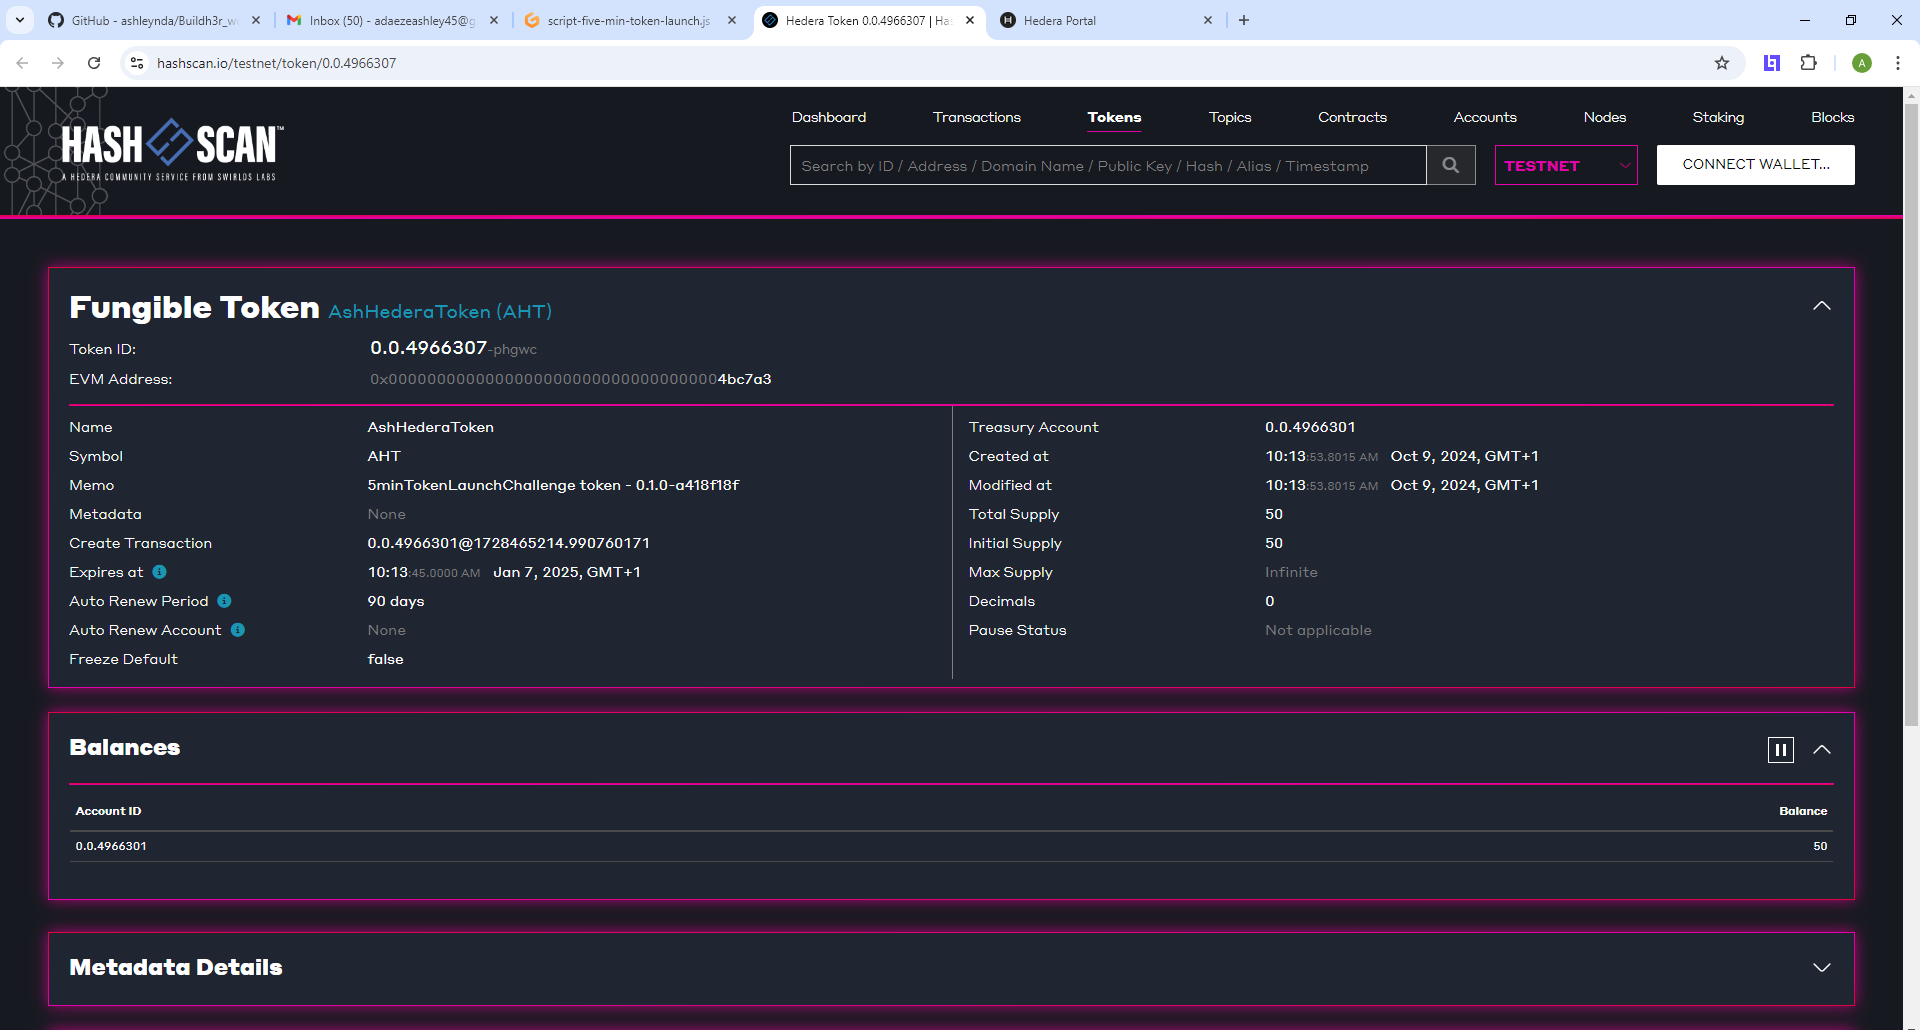 GitHub - ashleynda/Buildh3r_w
Inbox (50) - adaezeashley45@g
script-five-min-token-launch.js
Hedera Token 0.0.4966307 | Has
Hedera Portal
hashscan.io/testnet/token/0.0.4966307
A
HASH SCAN™
A HEDERA COMMUNITY SERVICE FROM SWIRLDS LABS
Dashboard Transactions Tokens Topics Contracts Accounts Nodes Staking Blocks
Search by ID / Address / Domain Name / Public Key / Hash / Alias / Timestamp
TESTNET
CONNECT WALLET...
Fungible Token AshHederaToken (AHT)
Token ID: 0.0.4966307-phgwc
EVM Address: 0x00000000000000000000000000000000004bc7a3
Name AshHederaToken
Symbol AHT
Memo 5minTokenLaunchChallenge token - 0.1.0-a418f18f
Metadata None
Create Transaction 0.0.4966301@1728465214.990760171
Expires at 10:13:45.0000 AM Jan 7, 2025, GMT+1
Auto Renew Period 90 days
Auto Renew Account None
Freeze Default false
Treasury Account 0.0.4966301
Created at 10:13:53.8015 AM Oct 9, 2024, GMT+1
Modified at 10:13:53.8015 AM Oct 9, 2024, GMT+1
Total Supply 50
Initial Supply 50
Max Supply Infinite
Decimals 0
Pause Status Not applicable
Balances
Account ID Balance
0.0.4966301 50
Metadata Details